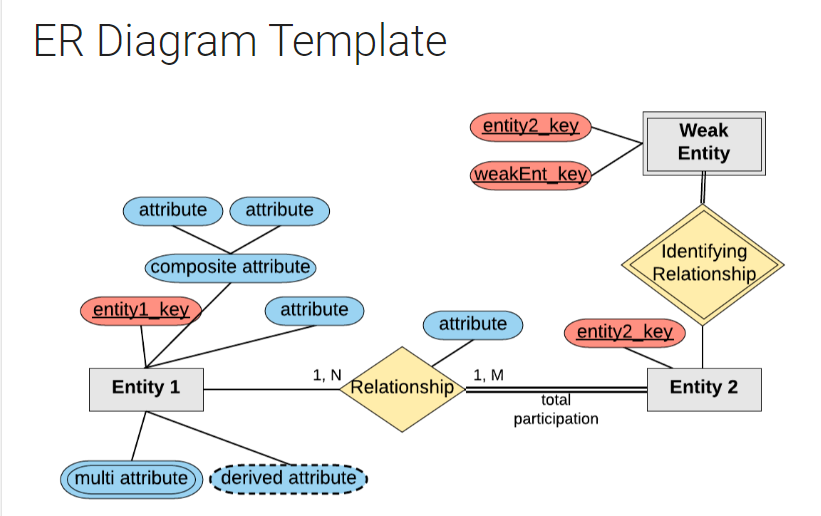 ER Diagram Template
entity2_key
Weak
Entity
weakEnt_key
attribute
attribute
composite attribute
Identifying
Relationship
entity1_key
attribute
attribute
entity2_key
Entity 1
1, N
Relationship
1, M
total
participation
Entity 2
multi attribute
derived attribute